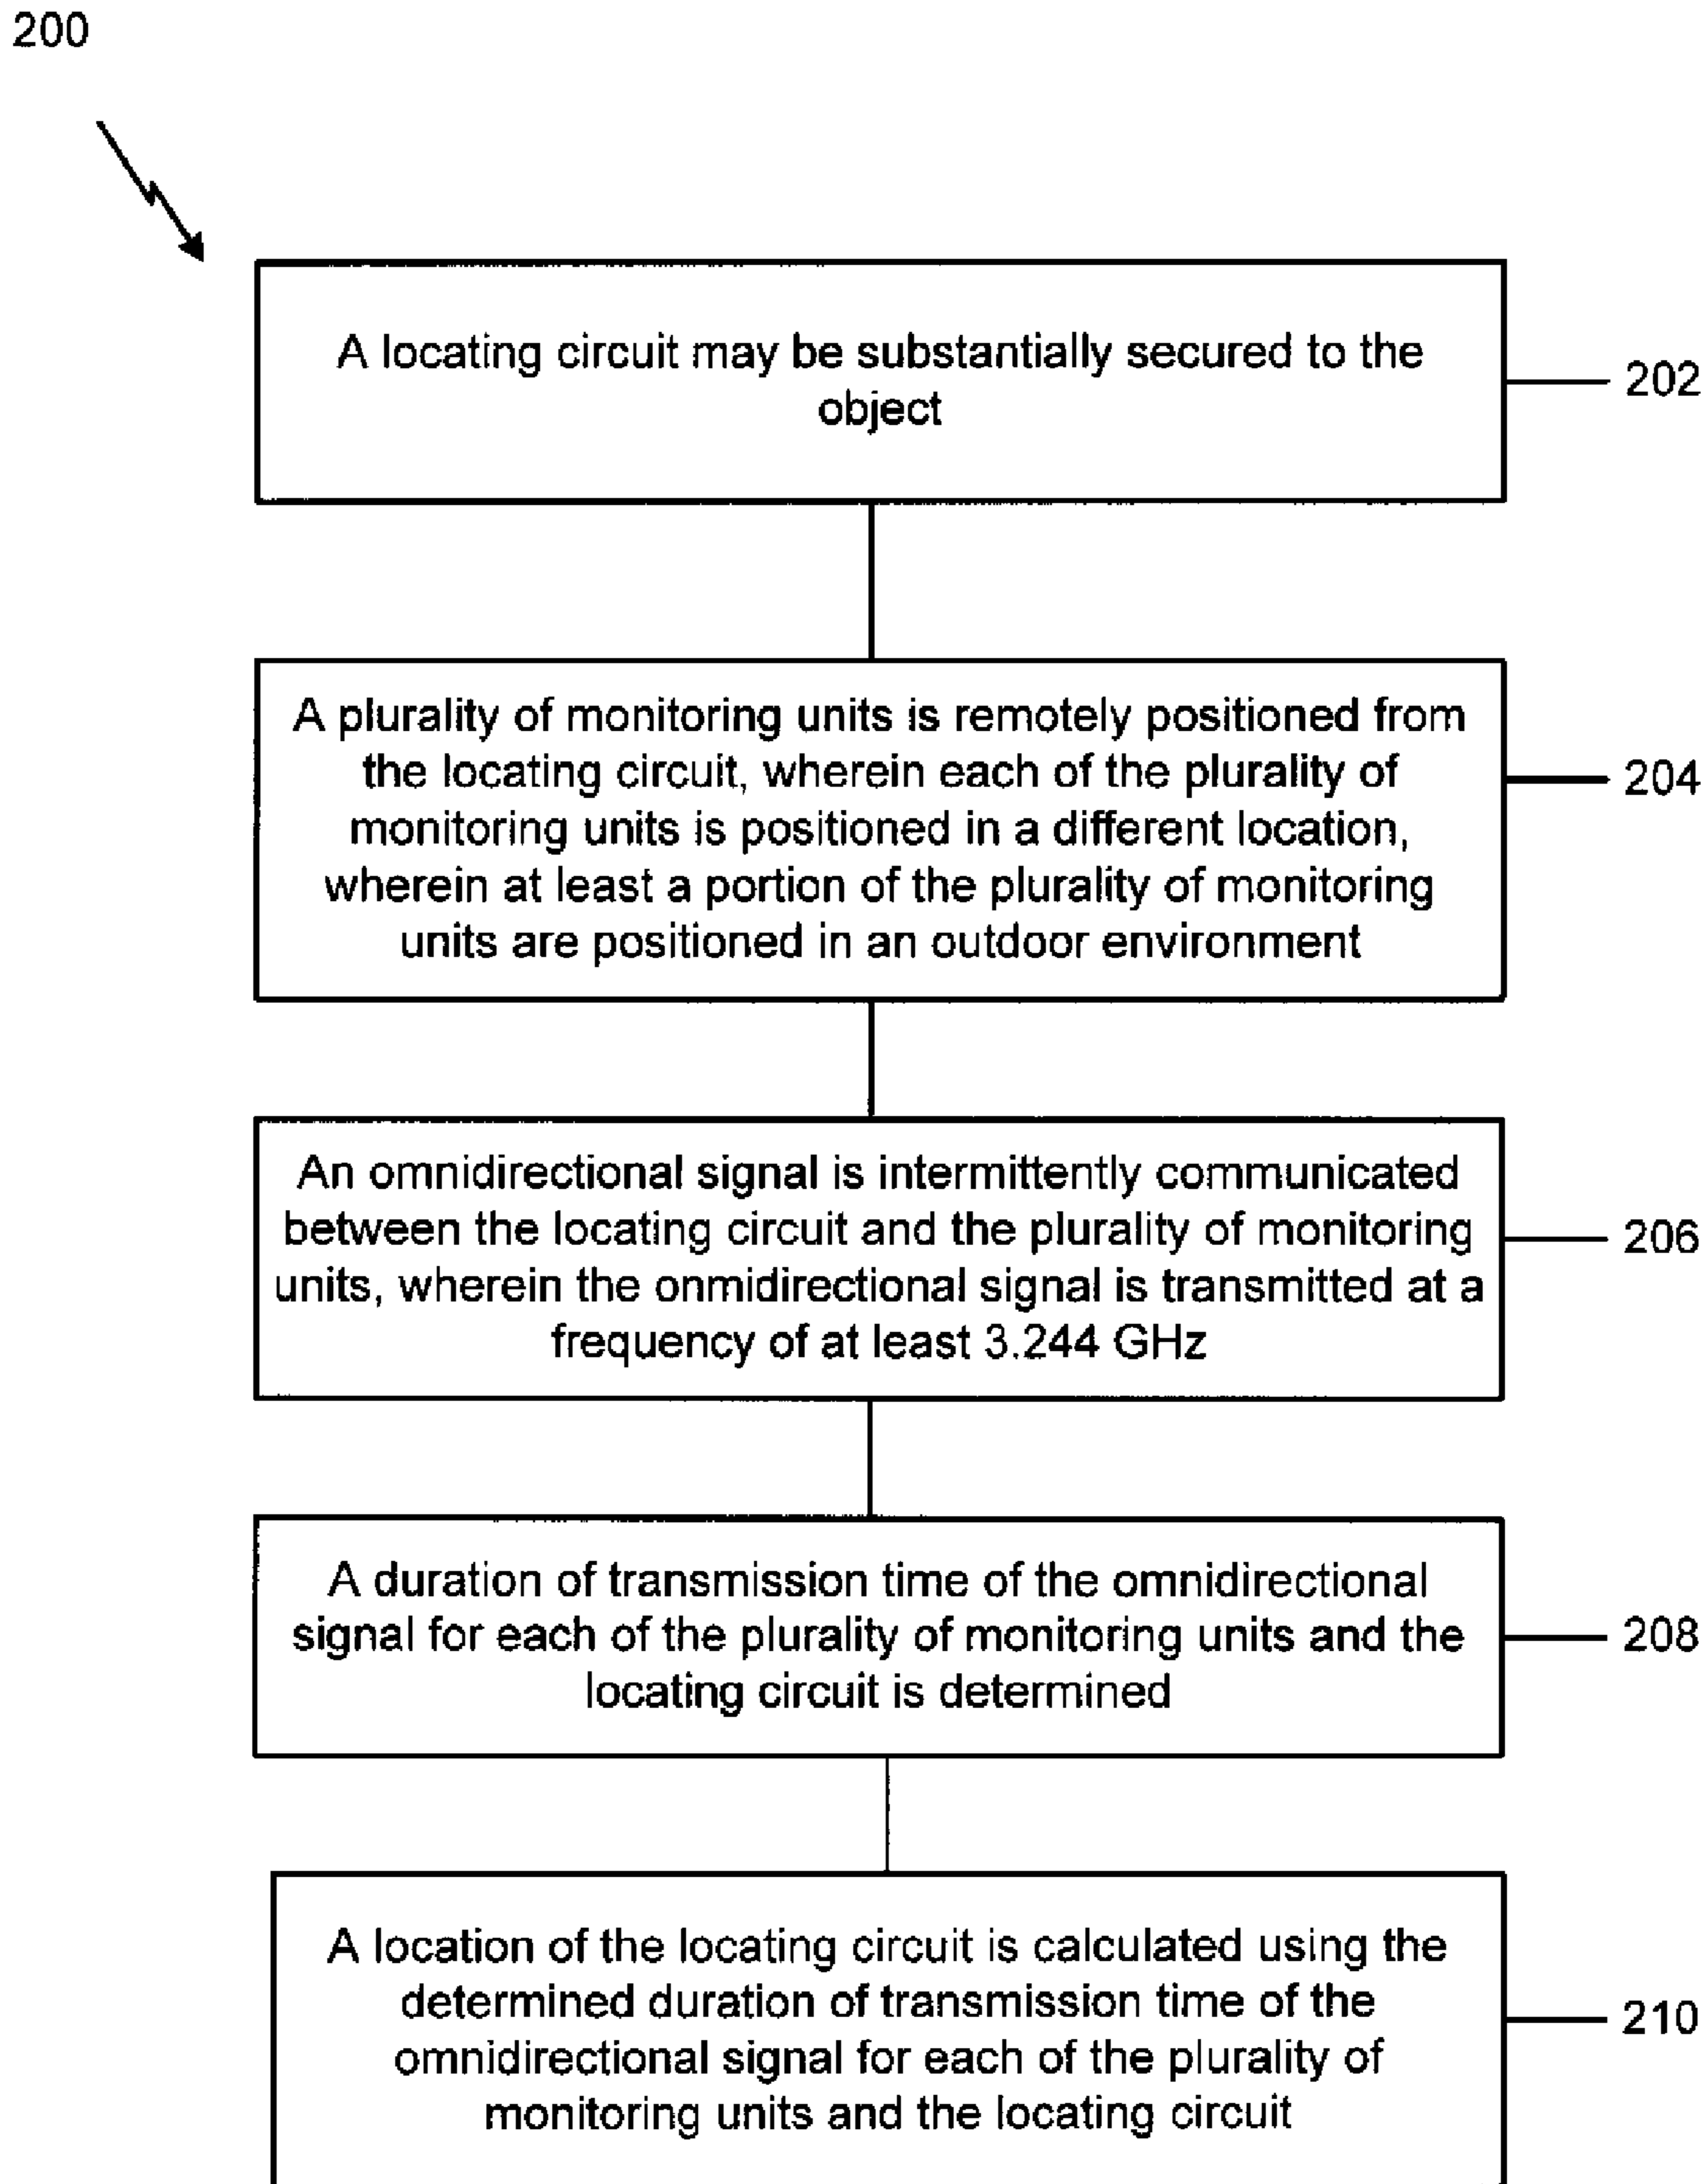 200
A locating circuit may be substantially secured to the
object
202
A plurality of monitoring units is remotely positioned from
the locating circuit, wherein each of the plurality of
monitoring units is positioned in a different location,
wherein at least a portion of the plurality of monitoring
units are positioned in an outdoor environment
204
An omnidirectional signal is intermittently communicated
between the locating circuit and the plurality of monitoring
units, wherein the onmidirectional signal is transmitted at a
frequency of at least 3.244 GHz
206
A duration of transmission time of the omnidirectional
signal for each of the plurality of monitoring units and the
locating circuit is determined
208
A location of the locating circuit is calculated using the
determined duration of transmission time of the
omnidirectional signal for each of the plurality of
monitoring units and the locating circuit
210